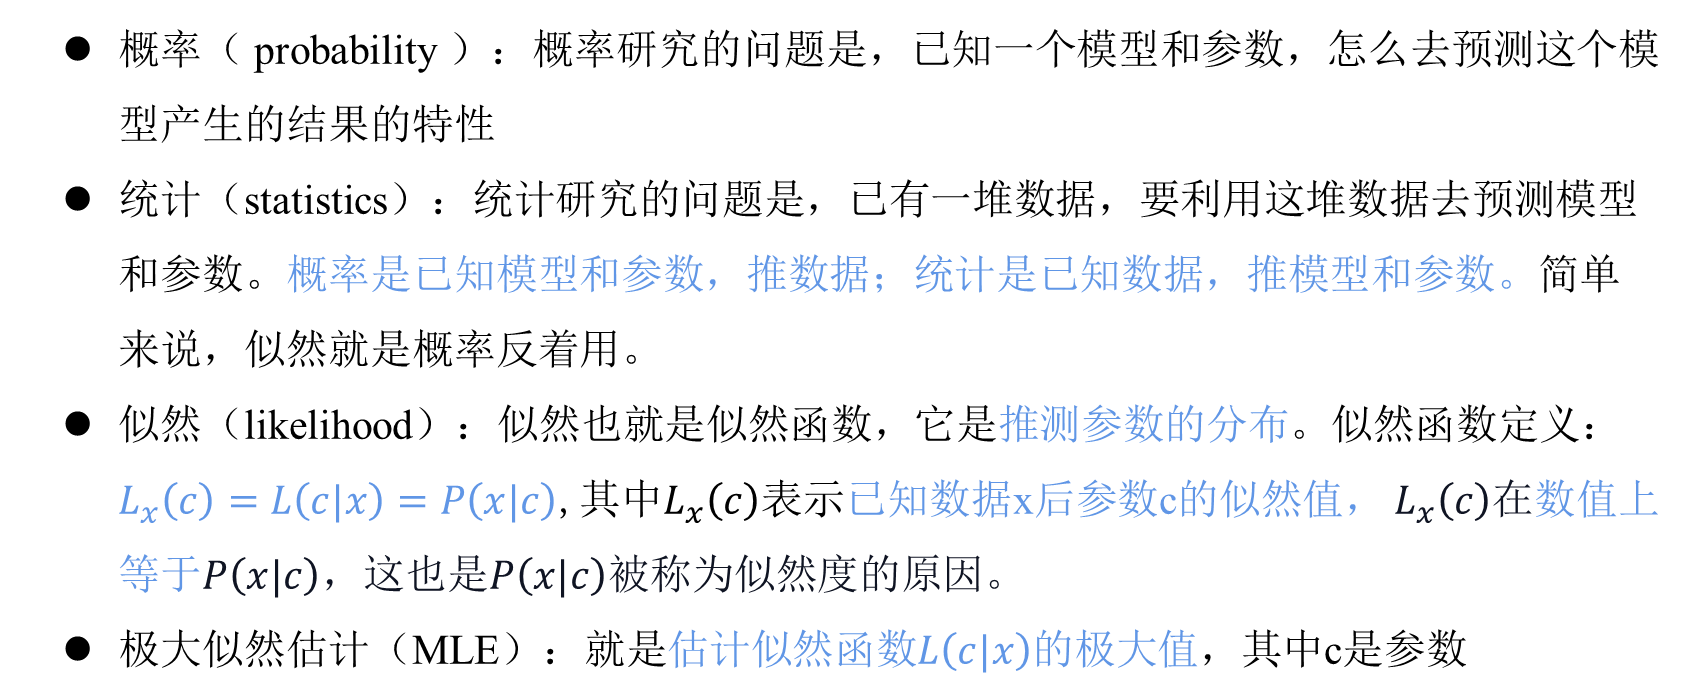 ● 概率（ probability ）：概率研究的问题是，已知一个模型和参数，怎么去预测这个模
型产生的结果的特性
● 统计（statistics）：统计研究的问题是，已有一堆数据，要利用这堆数据去预测模型
和参数。概率是已知模型和参数，推数据；统计是已知数据，推模型和参数。简单
来说，似然就是概率反着用。
● 似然（likelihood）：似然也就是似然函数，它是推测参数的分布。似然函数定义：
Lₓ(c) = L(c|x) = P(x|c), 其中Lₓ(c)表示已知数据x后参数c的似然值， Lₓ(c)在数值上
等于P(x|c)，这也是P(x|c)被称为似然度的原因。
● 极大似然估计（MLE）：就是估计似然函数L(c|x)的极大值，其中c是参数